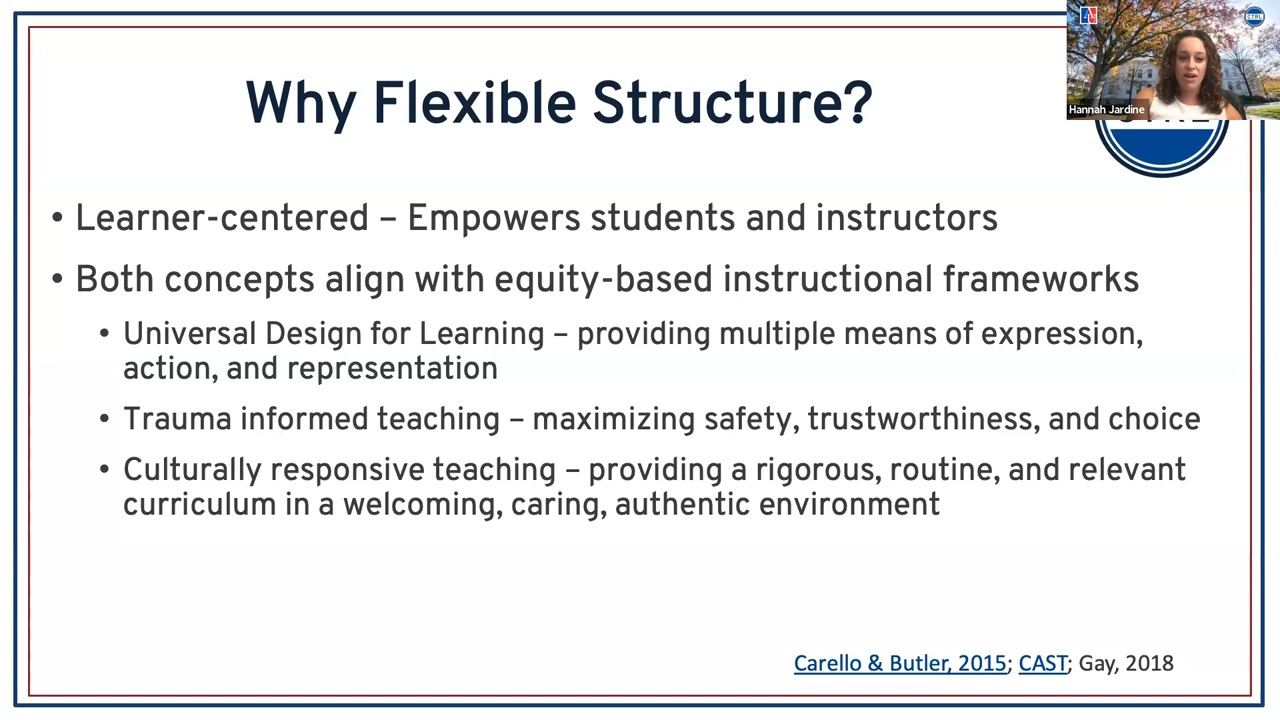 Why Flexible Structure?
Hannah Jardine
• Learner-centered – Empowers students and instructors
• Both concepts align with equity-based instructional frameworks
• Universal Design for Learning – providing multiple means of expression,
action, and representation
• Trauma informed teaching – maximizing safety, trustworthiness, and choice
• Culturally responsive teaching – providing a rigorous, routine, and relevant
curriculum in a welcoming, caring, authentic environment
Carello & Butler, 2015; CAST; Gay, 2018